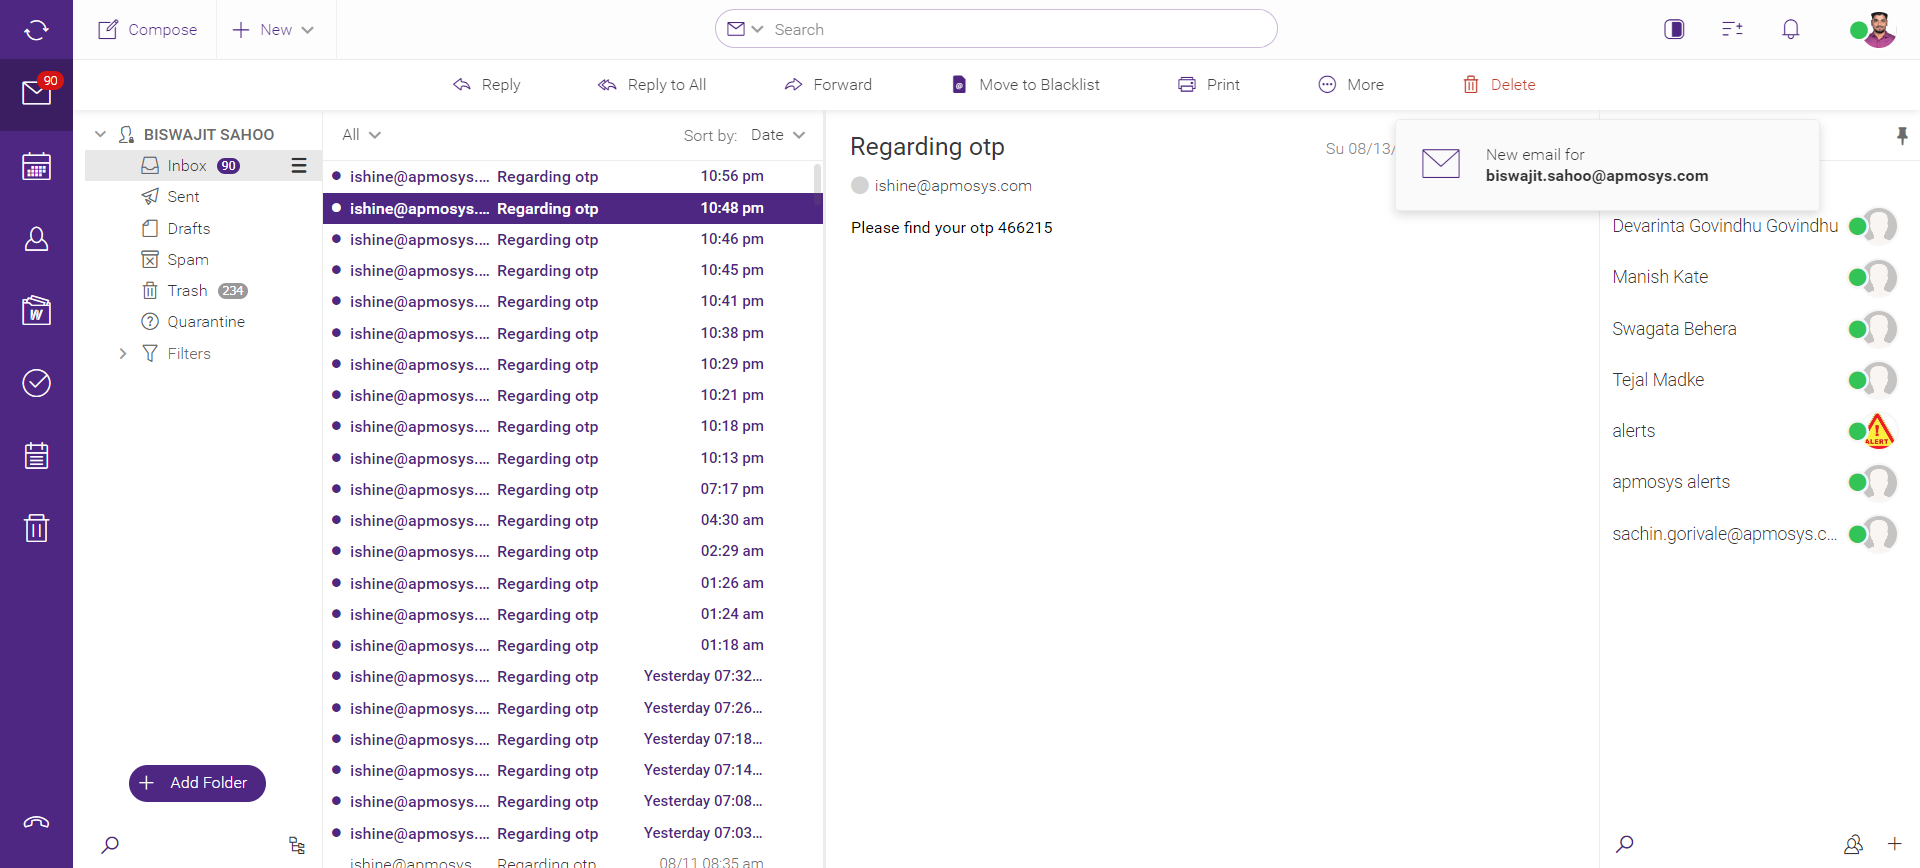 Compose
New
Search
90
Reply
Reply to All
Forward
Move to Blacklist
Print
More
Delete
BISWAJIT SAHOO
Inbox 90
Sent
Drafts
Spam
Trash 234
Quarantine
Filters
Add Folder
All
Sort by: Date
ishine@apmosys.... Regarding otp 10:56 pm
ishine@apmosys.... Regarding otp 10:48 pm
ishine@apmosys.... Regarding otp 10:46 pm
ishine@apmosys.... Regarding otp 10:45 pm
ishine@apmosys.... Regarding otp 10:41 pm
ishine@apmosys.... Regarding otp 10:38 pm
ishine@apmosys.... Regarding otp 10:29 pm
ishine@apmosys.... Regarding otp 10:21 pm
ishine@apmosys.... Regarding otp 10:18 pm
ishine@apmosys.... Regarding otp 10:13 pm
ishine@apmosys.... Regarding otp 07:17 pm
ishine@apmosys.... Regarding otp 04:30 am
ishine@apmosys.... Regarding otp 02:29 am
ishine@apmosys.... Regarding otp 01:26 am
ishine@apmosys.... Regarding otp 01:24 am
ishine@apmosys.... Regarding otp 01:18 am
ishine@apmosys.... Regarding otp Yesterday 07:32...
ishine@apmosys.... Regarding otp Yesterday 07:26...
ishine@apmosys.... Regarding otp Yesterday 07:18...
ishine@apmosys.... Regarding otp Yesterday 07:14...
ishine@apmosys.... Regarding otp Yesterday 07:08...
ishine@apmosys.... Regarding otp Yesterday 07:03...
ishine@apmosys.... Regarding otp 08/11 08:35 am
Regarding otp
Su 08/13/
ishine@apmosys.com
Please find your otp 466215
New email for
biswajit.sahoo@apmosys.com
Devarinta Govindhu Govindhu
Manish Kate
Swagata Behera
Tejal Madke
alerts
ALERT
apmosys alerts
sachin.gorivale@apmosys.c...